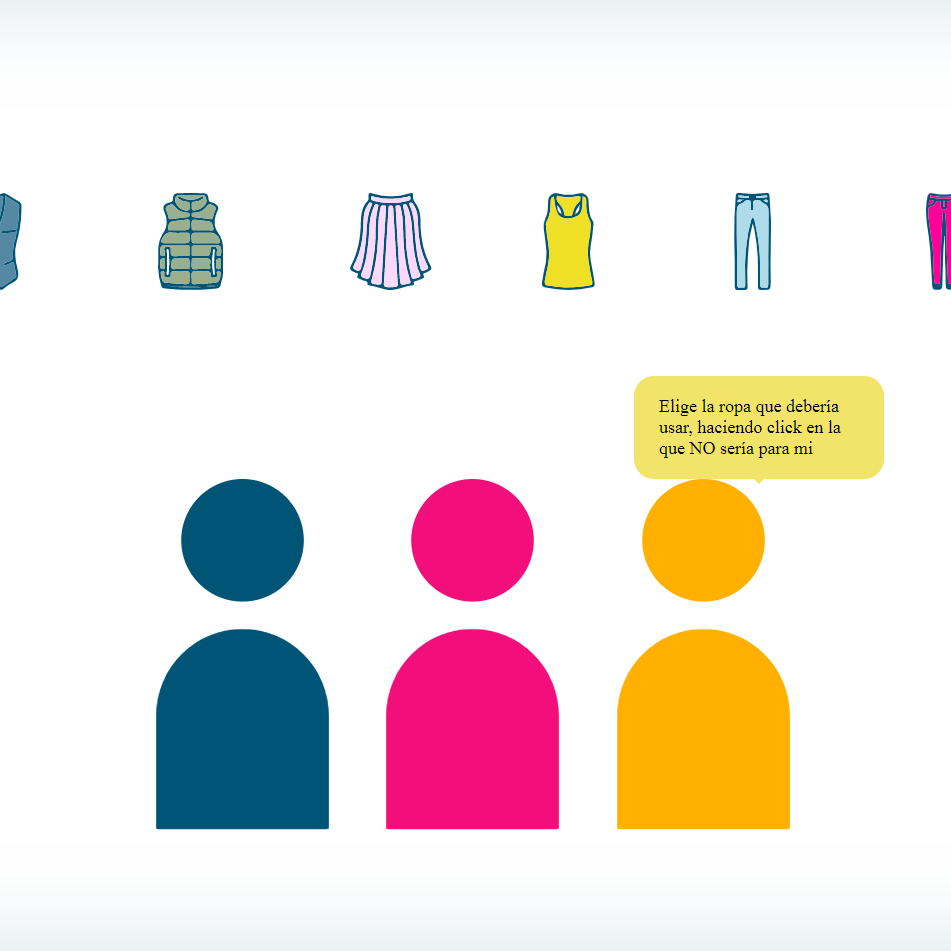 Elige la ropa que debería
usar, haciendo click en la
que NO sería para mi